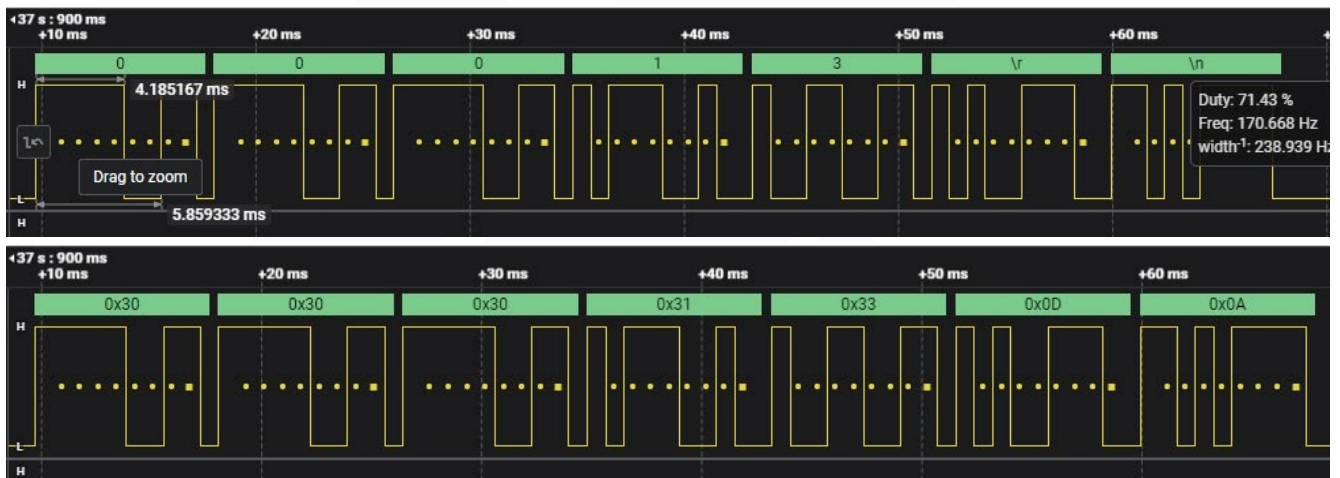 37 s : 900 ms
+10 ms +20 ms +30 ms +40 ms +50 ms +60 ms
0 0 0 1 3 \r \n
H
4.185167 ms
Duty: 71.43 %
Freq: 170.668 Hz
width-1: 238.939 Hz
Drag to zoom
L
5.859333 ms
H
37 s : 900 ms
+10 ms +20 ms +30 ms +40 ms +50 ms +60 ms
0x30 0x30 0x30 0x31 0x33 0x0D 0x0A
H
L
H